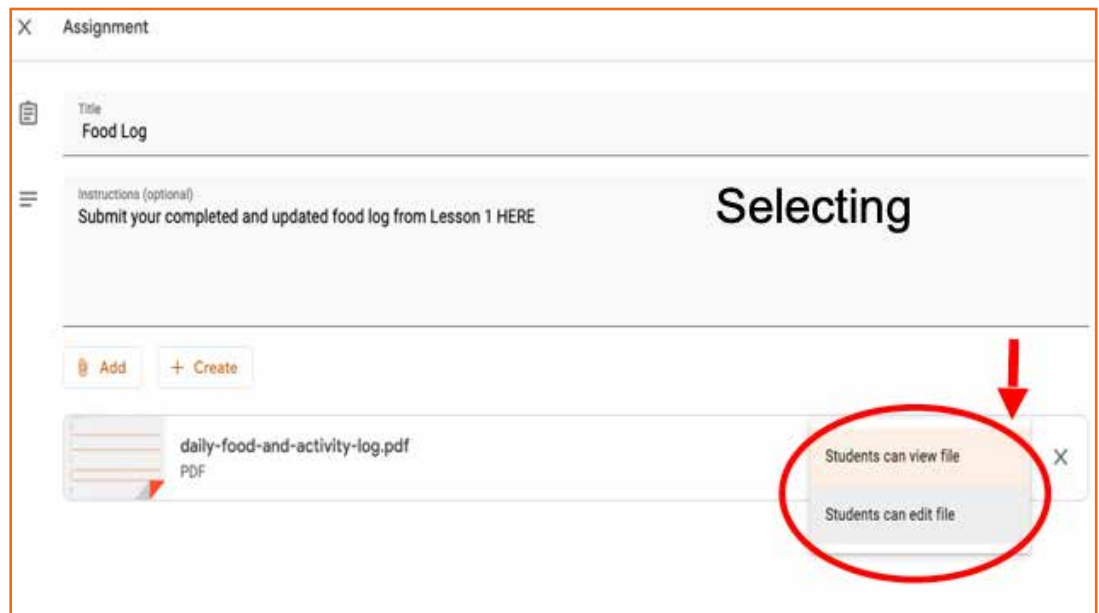 Assignment
Title
Food Log
Instructions (optional)
Submit your completed and updated food log from Lesson 1 HERE
Selecting
Add + Create
daily-food-and-activity-log.pdf
PDF
Students can view file
Students can edit file